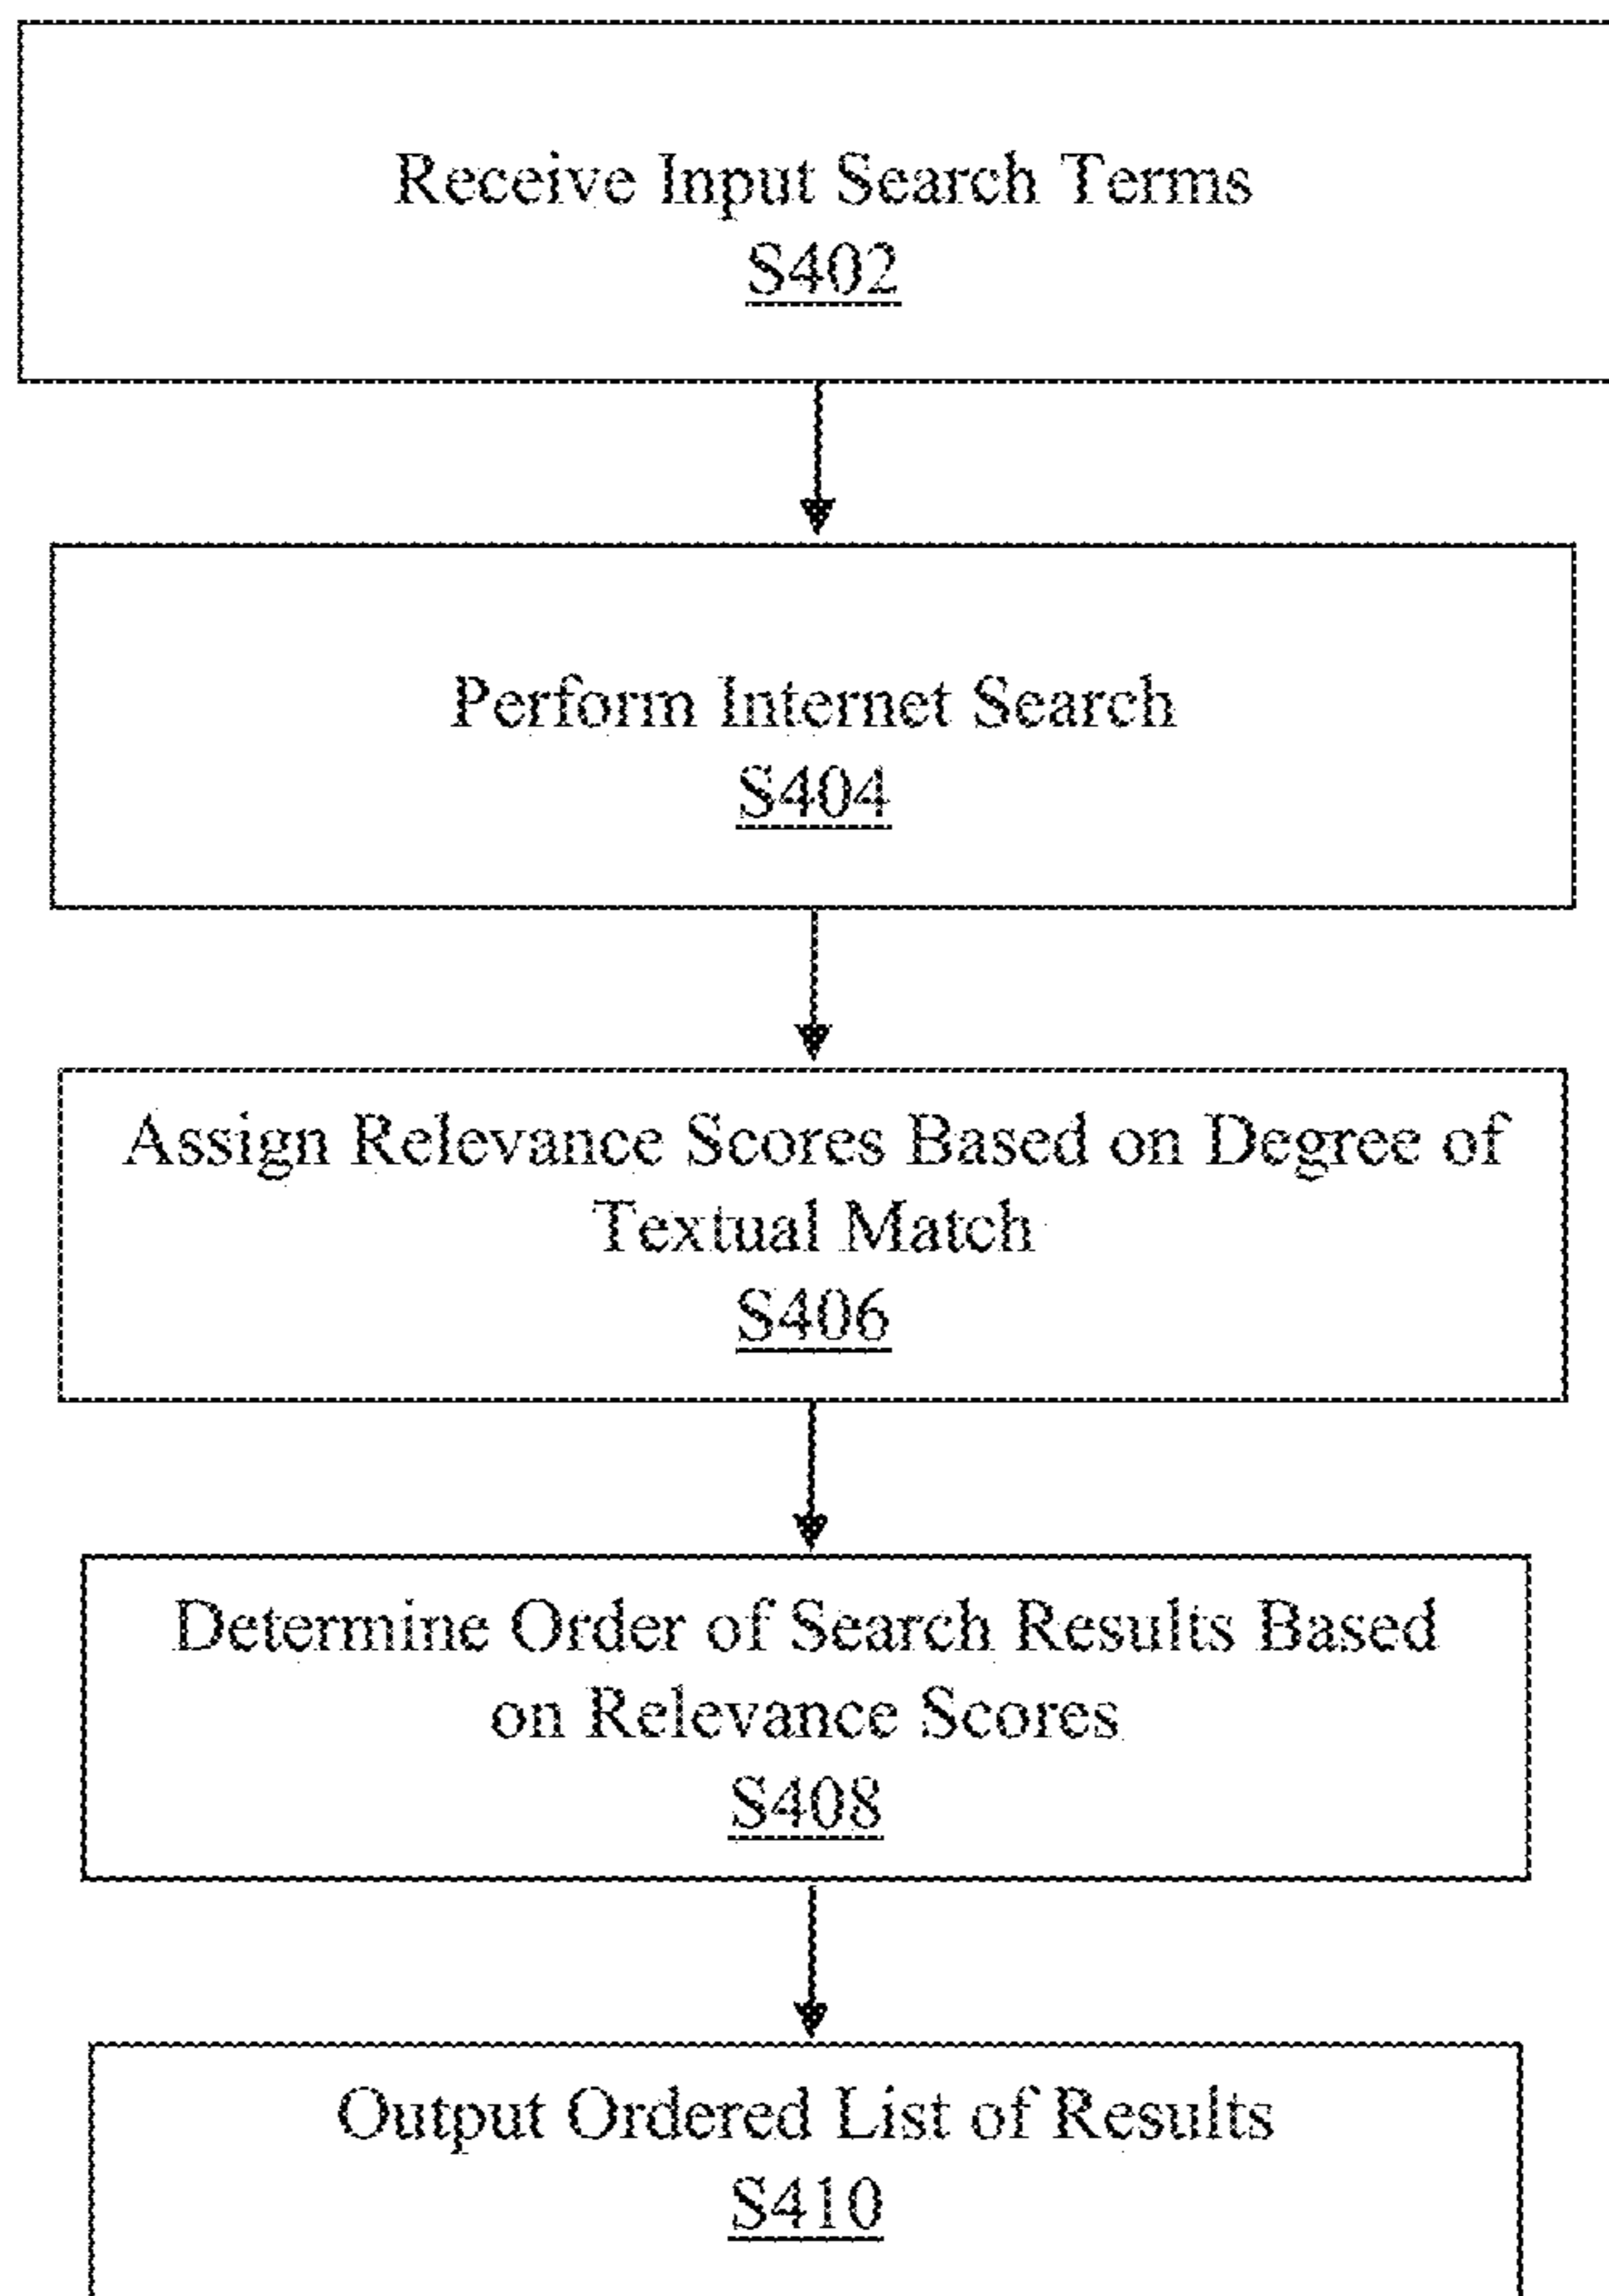 Receive Input Search Terms
S402
Perform Internet Search
S404
Assign Relevance Scores Based on Degree of
Textual Match
S406
Determine Order of Search Results Based
on Relevance Scores
S408
Output Ordered List of Results
S410